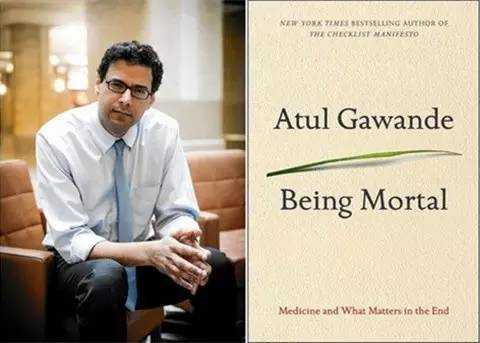 NEW YORK TIMES BESTSELLING AUTHOR OF
THE CHECKLIST MANIFESTO
Atul Gawande
Being Mortal
Medicine and What Matters in the End